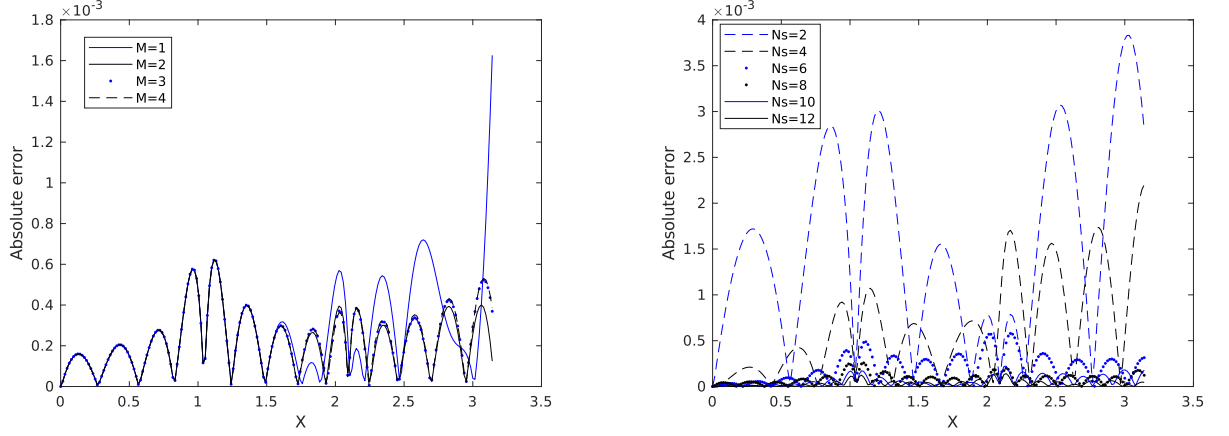 ×10⁻³
1.8
1.6
1.4
1.2
1
0.8
0.6
0.4
0.2
0
Absolute error
M=1
M=2
M=3
M=4
0 0.5 1 1.5 2 2.5 3 3.5
X
×10⁻³
4
3.5
3
2.5
2
1.5
1
0.5
0
Absolute error
Ns=2
Ns=4
Ns=6
Ns=8
Ns=10
Ns=12
0 0.5 1 1.5 2 2.5 3 3.5
X